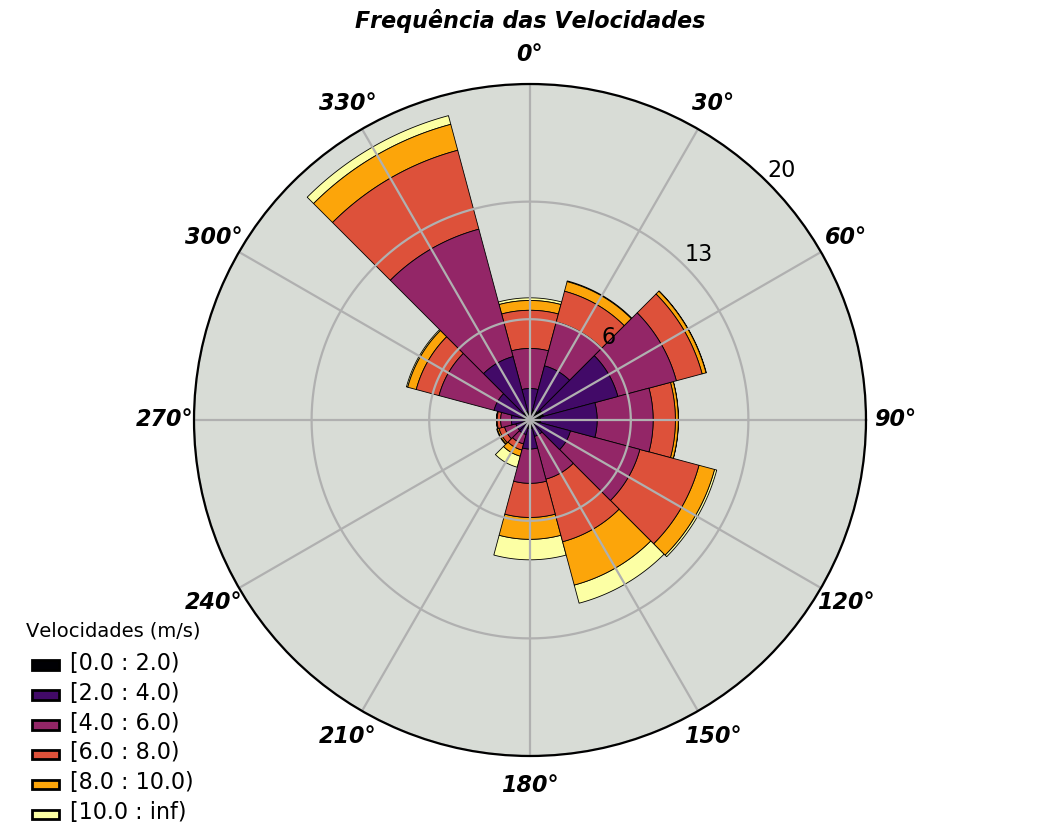 Frequência das Velocidades
0°
330°
30°
20
300°
60°
13
6
270°
90°
240°
120°
210°
150°
180°
Velocidades (m/s)
[0.0 : 2.0)
[2.0 : 4.0)
[4.0 : 6.0)
[6.0 : 8.0)
[8.0 : 10.0)
[10.0 : inf)